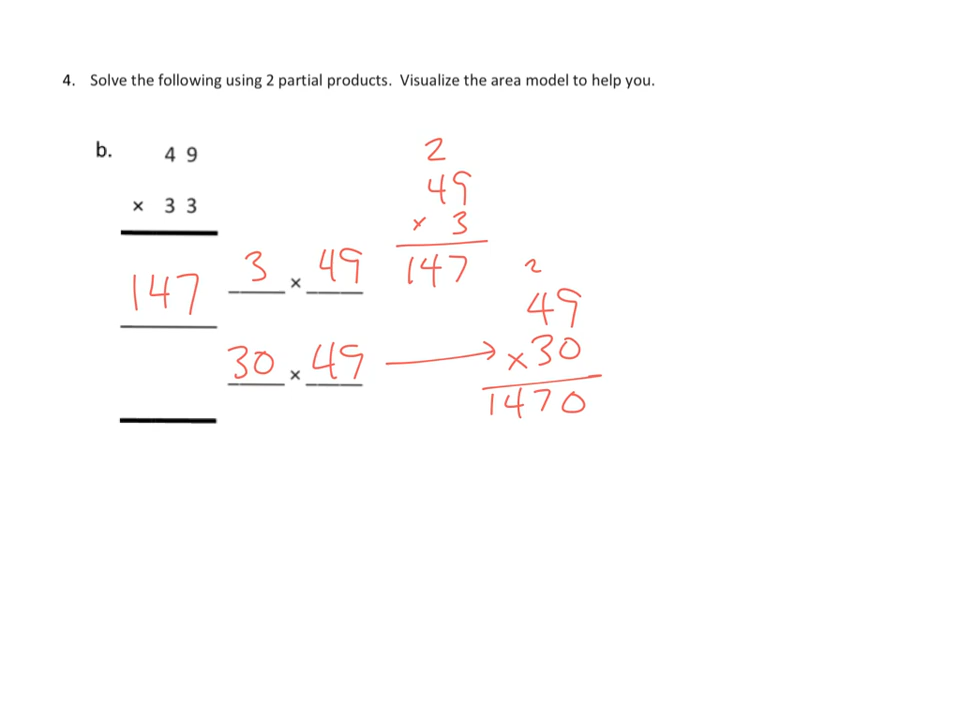 4. Solve the following using 2 partial products. Visualize the area model to help you.
b. 4 9
× 3 3
147
3 × 49
30 × 49
2
49
× 3
147
2
49
×30
1470